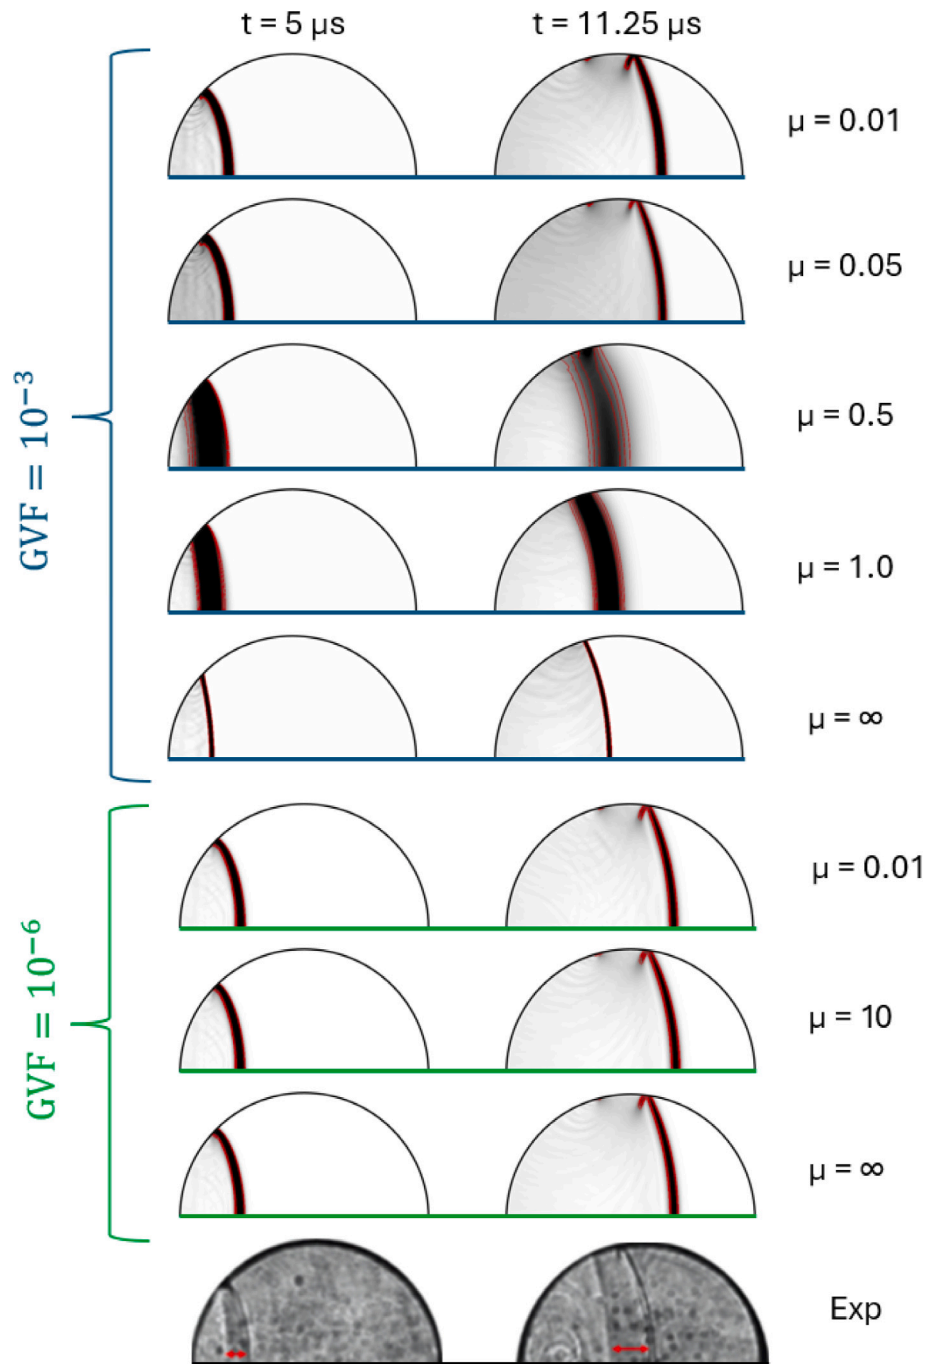 t = 5 μs
t = 11.25 μs
GVF = 10⁻³
μ = 0.01
μ = 0.05
μ = 0.5
μ = 1.0
μ = ∞
GVF = 10⁻⁶
μ = 0.01
μ = 10
μ = ∞
Exp